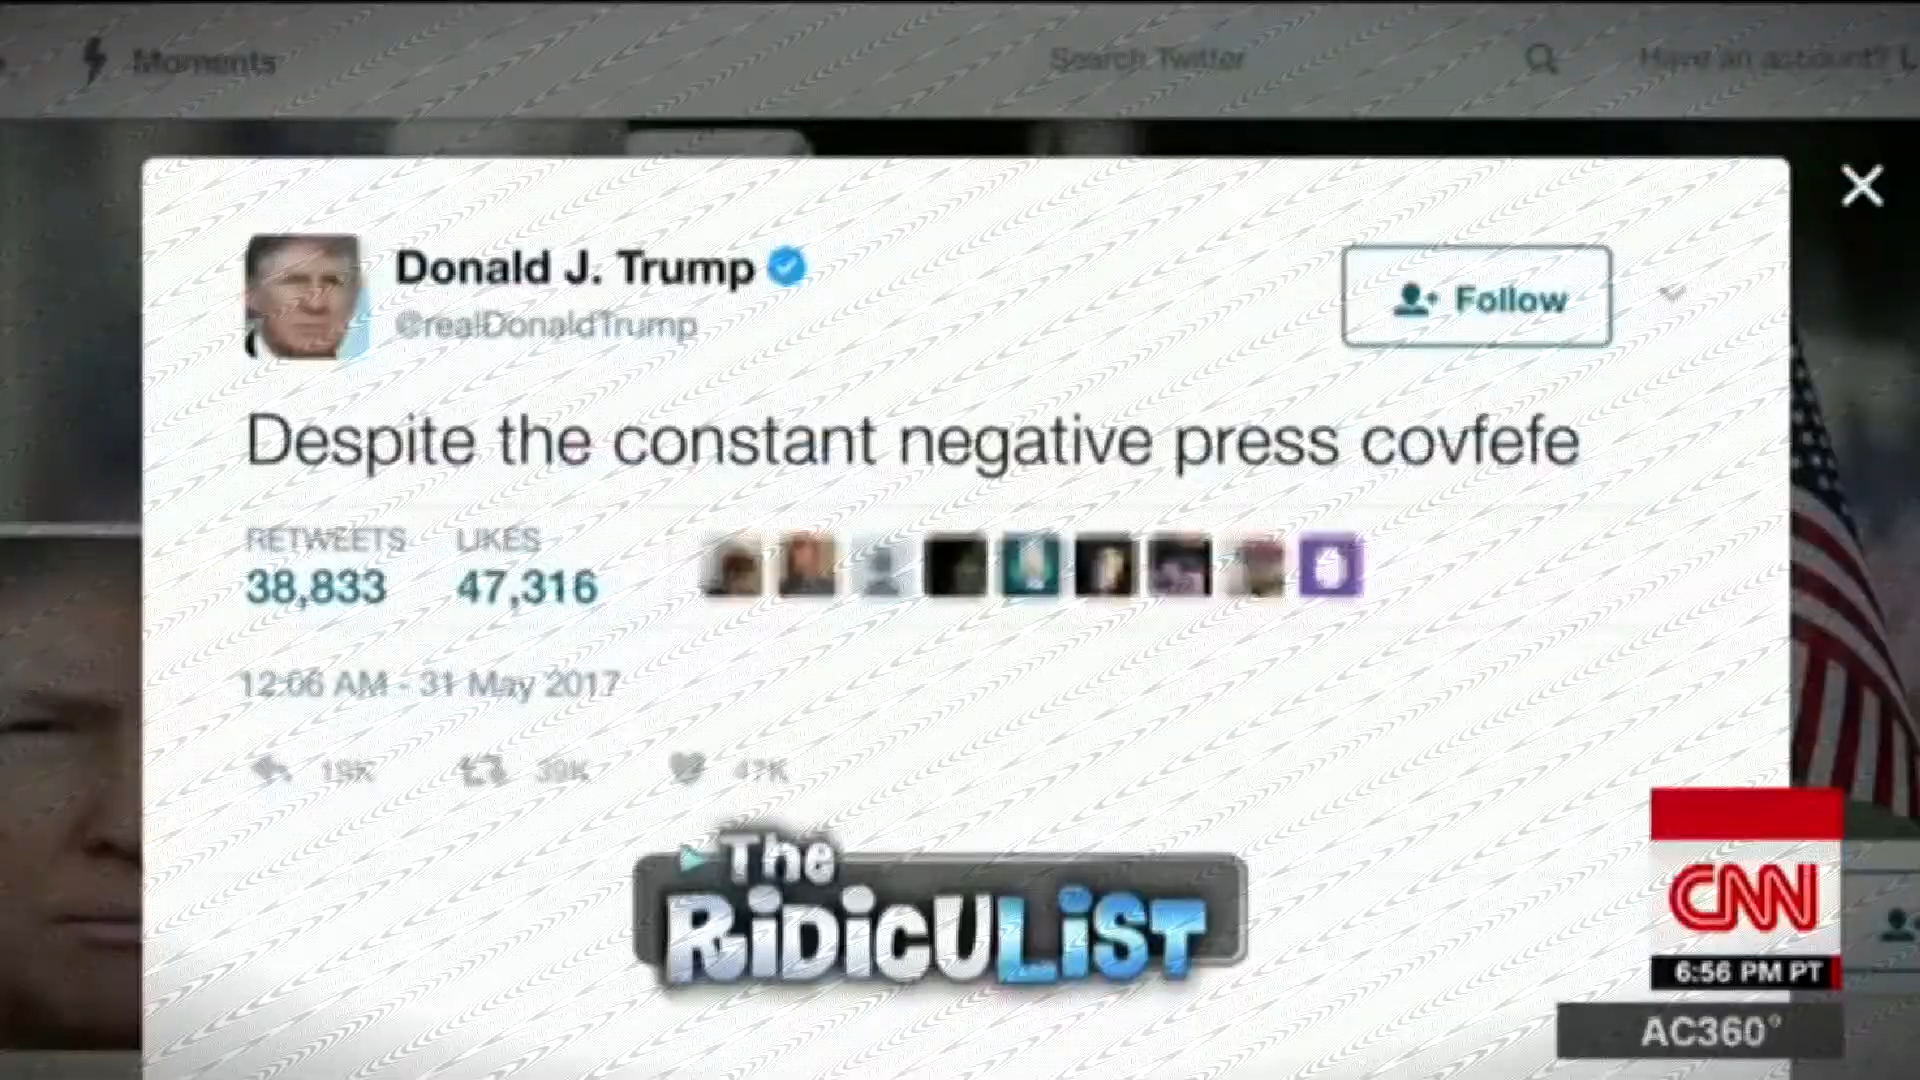 Moments
Search Twitter
Have an account? L
Donald J. Trump
@realDonaldTrump
Follow
Despite the constant negative press covfefe
RETWEETS
LIKES
38,833
47,316
12:06 AM - 31 May 2017
19K
39K
47K
The
RiDiCULiST
CNN
6:56 PM PT
AC360°